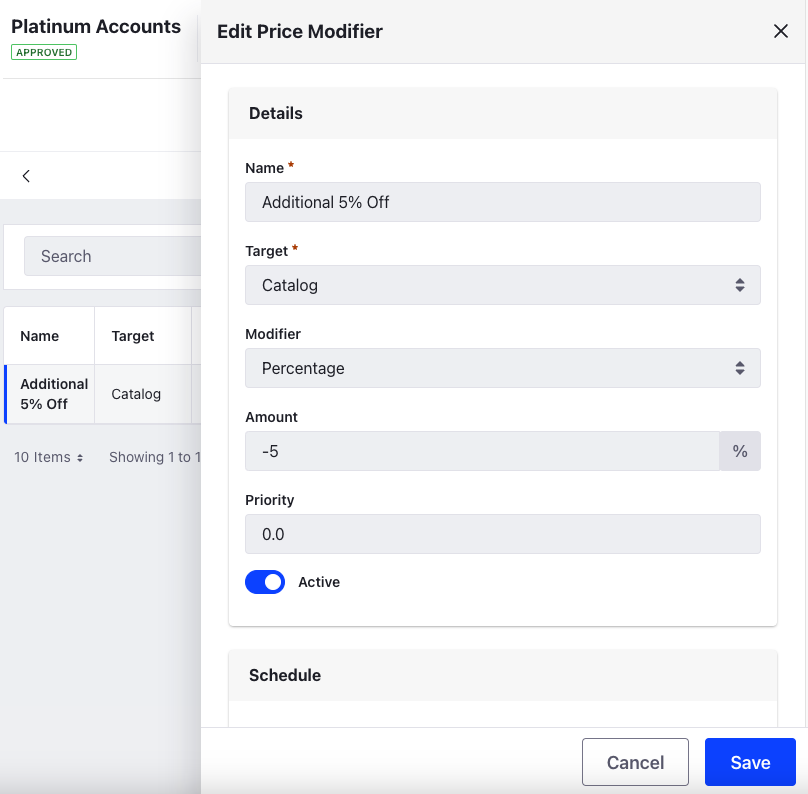 Platinum Accounts
APPROVED
Search
Name Target
Additional 5% Off Catalog
10 Items Showing 1 to 1
Edit Price Modifier
Details
Name *
Additional 5% Off
Target *
Catalog
Modifier
Percentage
Amount
-5 %
Priority
0.0
Active
Schedule
Cancel Save